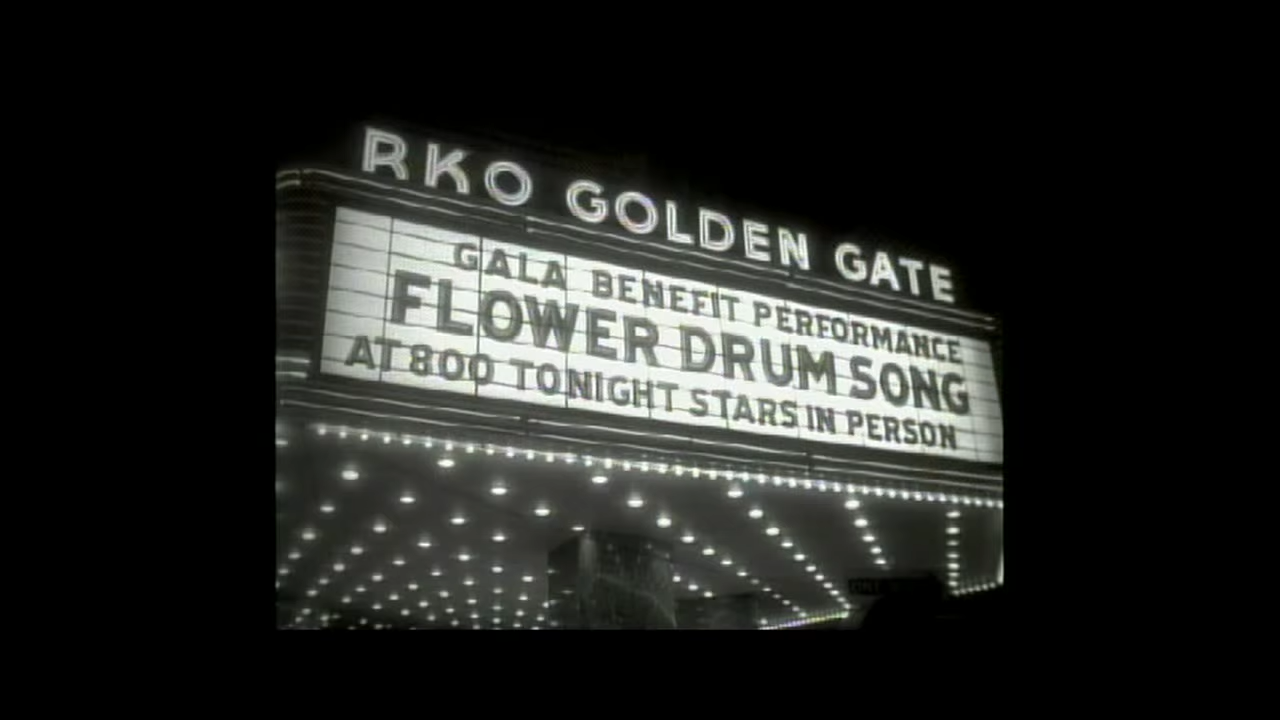 RKO GOLDEN GATE
GALA BENEFIT PERFORMANCE
FLOWER DRUM SONG
AT 800 TONIGHT STARS IN PERSON